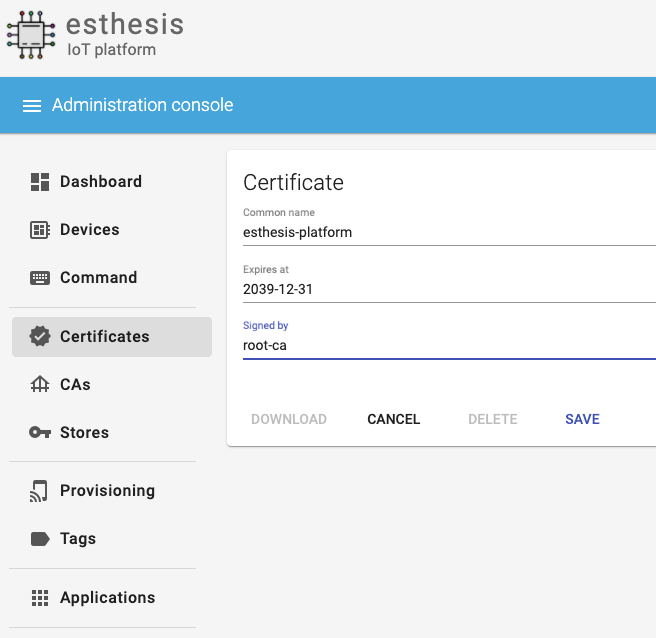 esthesis
IoT platform
Administration console
Dashboard
Devices
Command
Certificates
CAs
Stores
Provisioning
Tags
Applications
Certificate
Common name
esthesis-platform
Expires at
2039-12-31
Signed by
root-ca
DOWNLOAD CANCEL DELETE SAVE